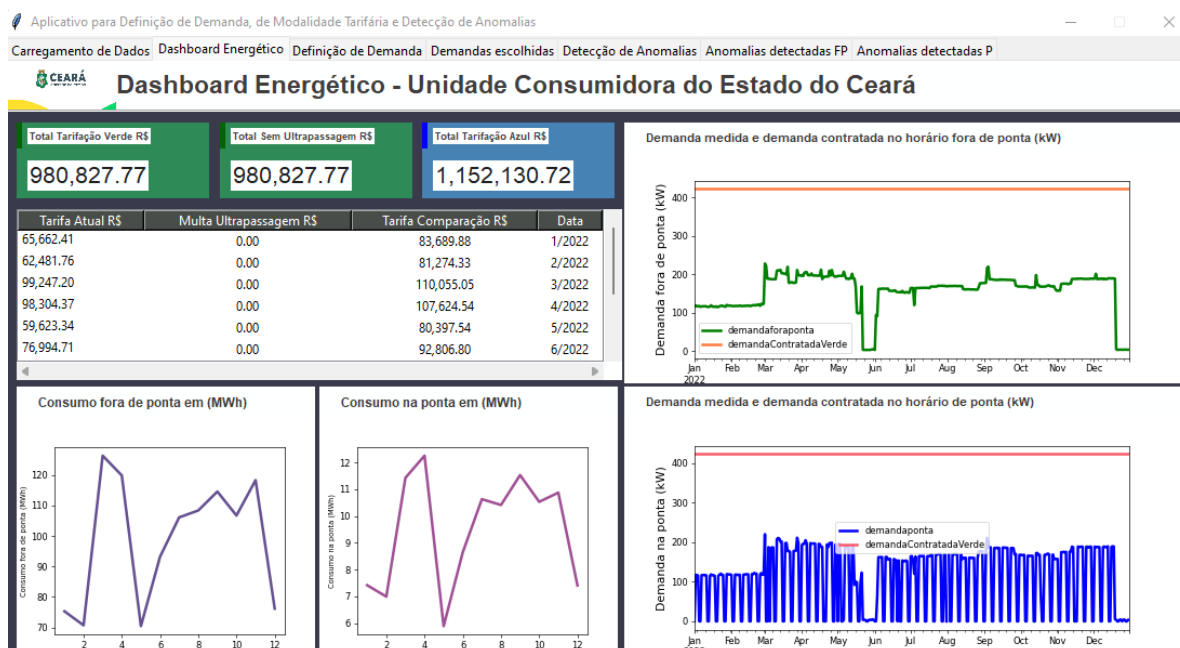 Aplicativo para Definição de Demanda, de Modalidade Tarifária e Detecção de Anomalias
Carregamento de Dados Dashboard Energético Definição de Demanda Demandas escolhidas Detecção de Anomalias Anomalias detectadas FP Anomalias detectadas P
CEARÁ
Dashboard Energético - Unidade Consumidora do Estado do Ceará
Total Tarifação Verde R$
980,827.77
Total Sem Ultrapassagem R$
980,827.77
Total Tarifação Azul R$
1,152,130.72
Tarifa Atual R$ Multa Ultrapassagem R$ Tarifa Comparação R$ Data
65,662.41 0.00 83,689.88 1/2022
62,481.76 0.00 81,274.33 2/2022
99,247.20 0.00 110,055.05 3/2022
98,304.37 0.00 107,624.54 4/2022
59,623.34 0.00 80,397.54 5/2022
76,994.71 0.00 92,806.80 6/2022
Demanda medida e demanda contratada no horário fora de ponta (kW)
Demanda fora de ponta (kW)
400
300
200
100
0
demandaforaponta
demandaContratadaVerde
Jan Feb Mar Apr May Jun Jul Aug Sep Oct Nov Dec
2022
Consumo fora de ponta em (MWh)
Consumo fora de ponta (MWh)
120
110
100
90
80
70
2 4 6 8 10 12
Consumo na ponta em (MWh)
Consumo na ponta (MWh)
12
11
10
9
8
7
6
2 4 6 8 10 12
Demanda medida e demanda contratada no horário de ponta (kW)
Demanda na ponta (kW)
400
300
200
100
0
demandaponta
demandaContratadaVerde
Jan Feb Mar Apr May Jun Jul Aug Sep Oct Nov Dec